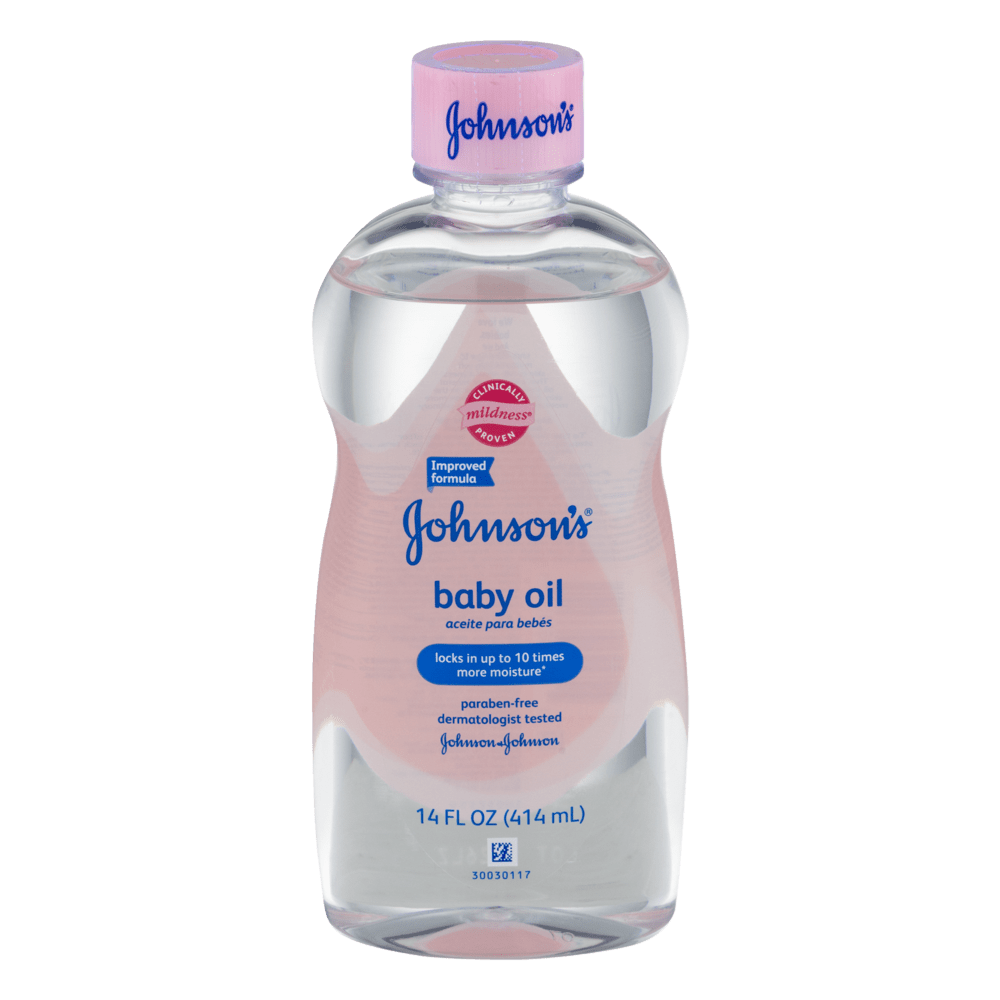 Johnson's®
CLINICALLY
mildness®
PROVEN
Improved
formula
Johnson's®
baby oil
aceite para bebés
locks in up to 10 times
more moisture*
paraben-free
dermatologist tested
Johnson & Johnson
14 FL OZ (414 mL)
30030117